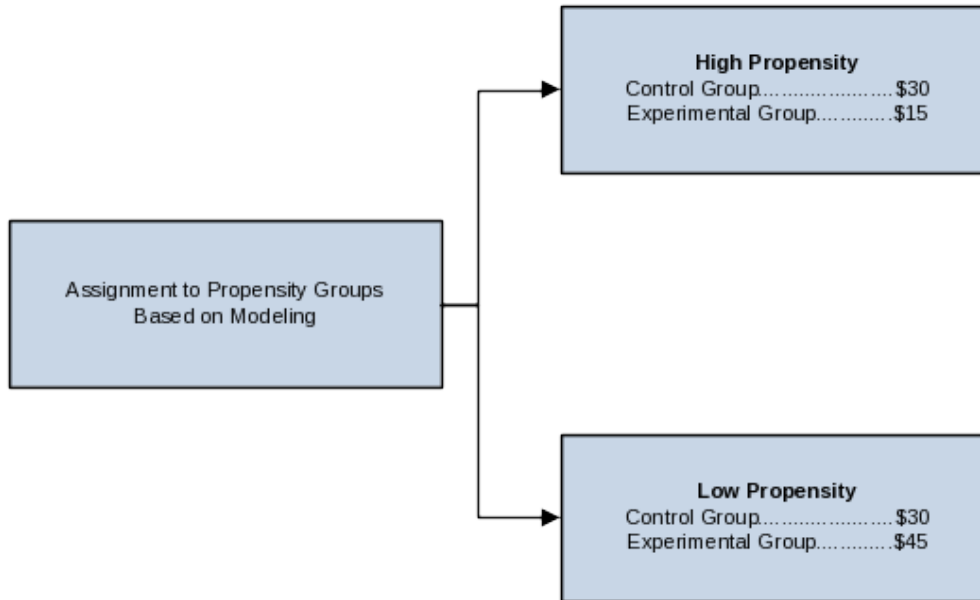 High Propensity
Control Group........................$30
Experimental Group..............$15
Assignment to Propensity Groups
Based on Modeling
Low Propensity
Control Group........................$30
Experimental Group..............$45